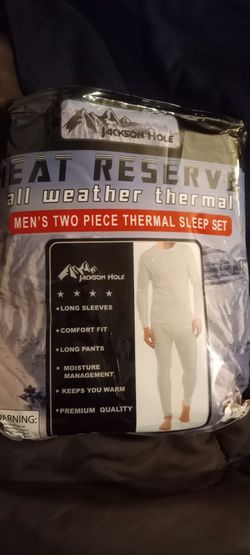 JACKSON HOLE
HEAT RESERVE
all weather thermal
MEN'S TWO PIECE THERMAL SLEEP SET
JACKSON HOLE
★ ★ ★ ★
•LONG SLEEVES
•COMFORT FIT
•LONG PANTS
• MOISTURE
MANAGEMENT
•KEEPS YOU WARM
•PREMIUM QUALITY
WARNING: